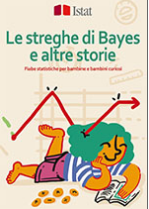 Istat
Le streghe di Bayes
e altre storie
Fiabe statistiche per bambine e bambini curiosi